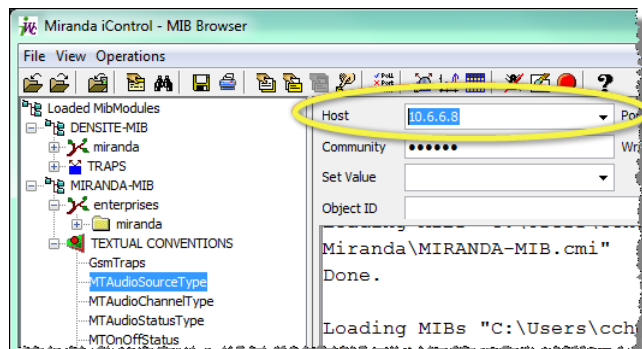 Miranda iControl - MIB Browser
File View Operations
Loaded MibModules
DENSITE-MIB
miranda
TRAPS
MIRANDA-MIB
enterprises
miranda
TEXTUAL CONVENTIONS
GsmTraps
MTAudioSourceType
MTAudioChannelType
MTAudioStatusType
MTOnOffStatus
Host 10.6.6.8
Community ••••••
Set Value
Object ID
Miranda\MIRANDA-MIB.cmi"
Done.
Loading MIBs "C:\Users\cch